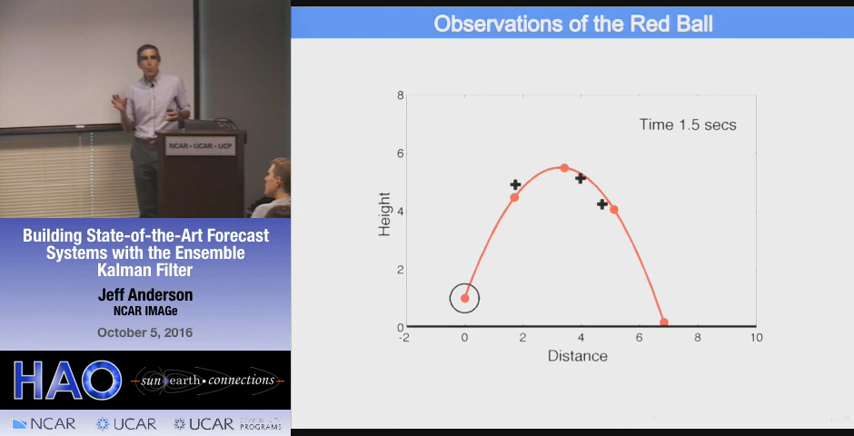 Observations of the Red Ball
NCAR • UCAR • UCP
8
Time 1.5 secs
6
Height
4
2
0
-2
0
2
4
6
8
10
Distance
Building State-of-the-Art Forecast
Systems with the Ensemble
Kalman Filter
Jeff Anderson
NCAR IMAGe
October 5, 2016
HAO
sun earth • connections
NCAR
UCAR
UCAR
PROGRAMS